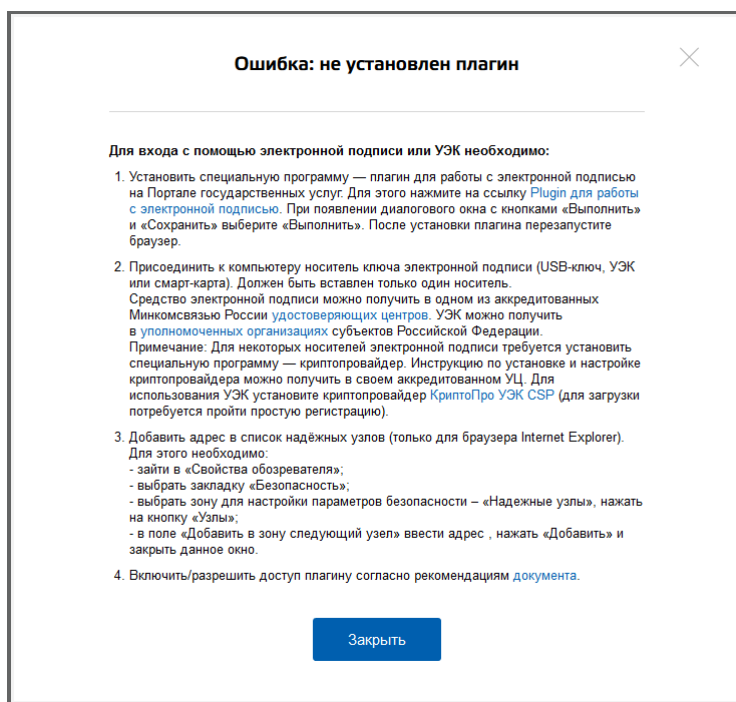 Ошибка: не установлен плагин
Для входа с помощью электронной подписи или УЭК необходимо:
1. Установить специальную программу — плагин для работы с электронной подписью
на Портале государственных услуг. Для этого нажмите на ссылку Plugin для работы
с электронной подписью. При появлении диалогового окна с кнопками «Выполнить»
и «Сохранить» выберите «Выполнить». После установки плагина перезапустите
браузер.
2. Присоединить к компьютеру носитель ключа электронной подписи (USB-ключ, УЭК
или смарт-карта). Должен быть вставлен только один носитель.
Средство электронной подписи можно получить в одном из аккредитованных
Минкомсвязью России удостоверяющих центров. УЭК можно получить
в уполномоченных организациях субъектов Российской Федерации.
Примечание: Для некоторых носителей электронной подписи требуется установить
специальную программу — криптопровайдер. Инструкцию по установке и настройке
криптопровайдера можно получить в своем аккредитованном УЦ. Для
использования УЭК установите криптопровайдер КриптоПро УЭК CSP (для загрузки
потребуется пройти простую регистрацию).
3. Добавить адрес в список надёжных узлов (только для браузера Internet Explorer).
Для этого необходимо:
- зайти в «Свойства обозревателя»;
- выбрать закладку «Безопасность»;
- выбрать зону для настройки параметров безопасности – «Надежные узлы», нажать
на кнопку «Узлы»;
- в поле «Добавить в зону следующий узел» ввести адрес , нажать «Добавить» и
закрыть данное окно.
4. Включить/разрешить доступ плагину согласно рекомендациям документа.
Закрыть